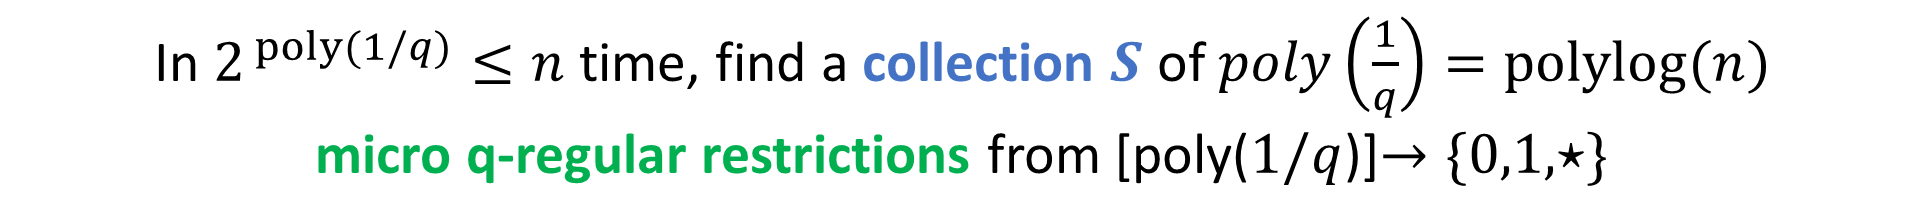 In 2^poly(1/q) ≤ n time, find a collection S of poly(1/q) = polylog(n)
micro q-regular restrictions from [poly(1/q)]→ {0,1,⋆}